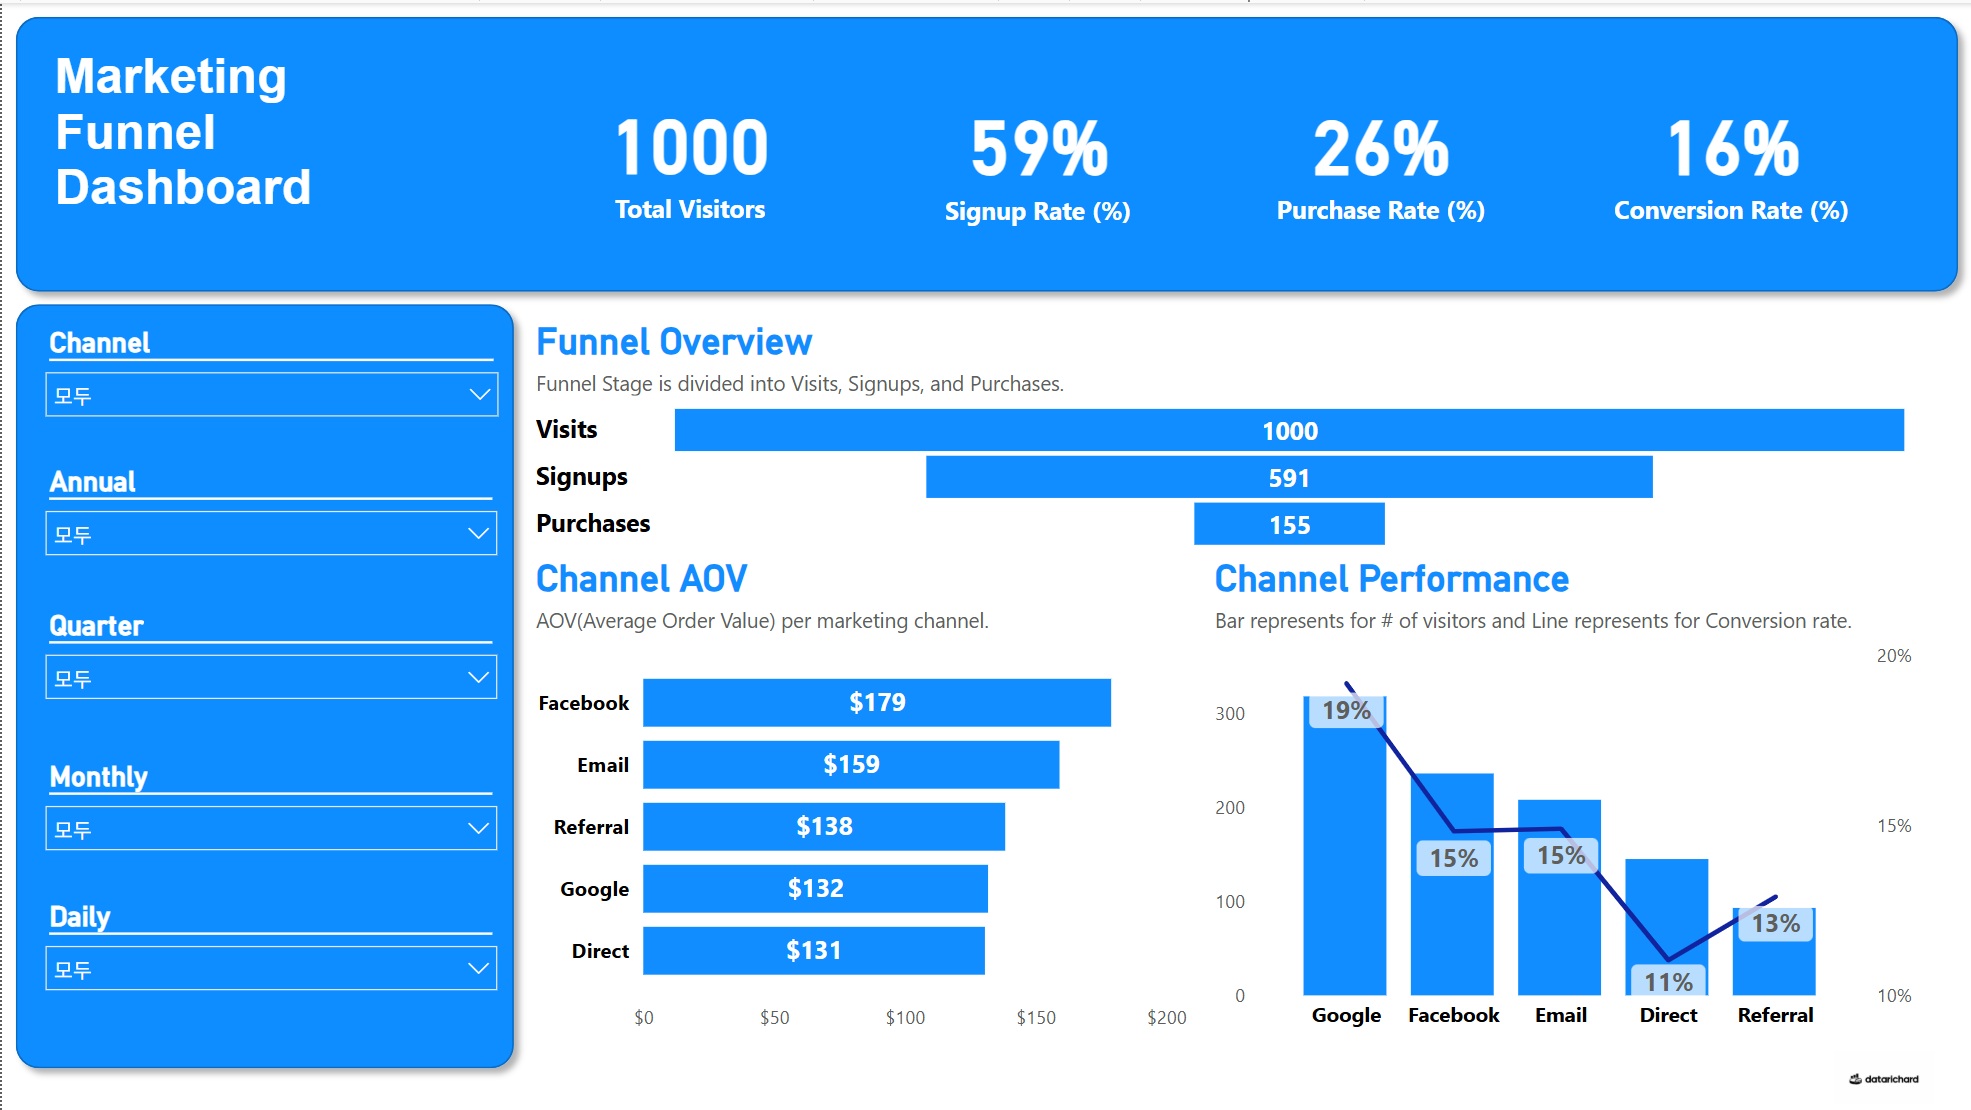 Marketing
Funnel
Dashboard
1000
Total Visitors
59%
Signup Rate (%)
26%
Purchase Rate (%)
16%
Conversion Rate (%)
Channel
모두
Annual
모두
Quarter
모두
Monthly
모두
Daily
모두
Funnel Overview
Funnel Stage is divided into Visits, Signups, and Purchases.
Visits 1000
Signups 591
Purchases 155
Channel AOV
AOV(Average Order Value) per marketing channel.
Facebook $179
Email $159
Referral $138
Google $132
Direct $131
$0 $50 $100 $150 $200
Channel Performance
Bar represents for # of visitors and Line represents for Conversion rate.
20%
300
19%
200
15%
15%
15%
100
13%
11%
0
10%
Google Facebook Email Direct Referral
datarichard